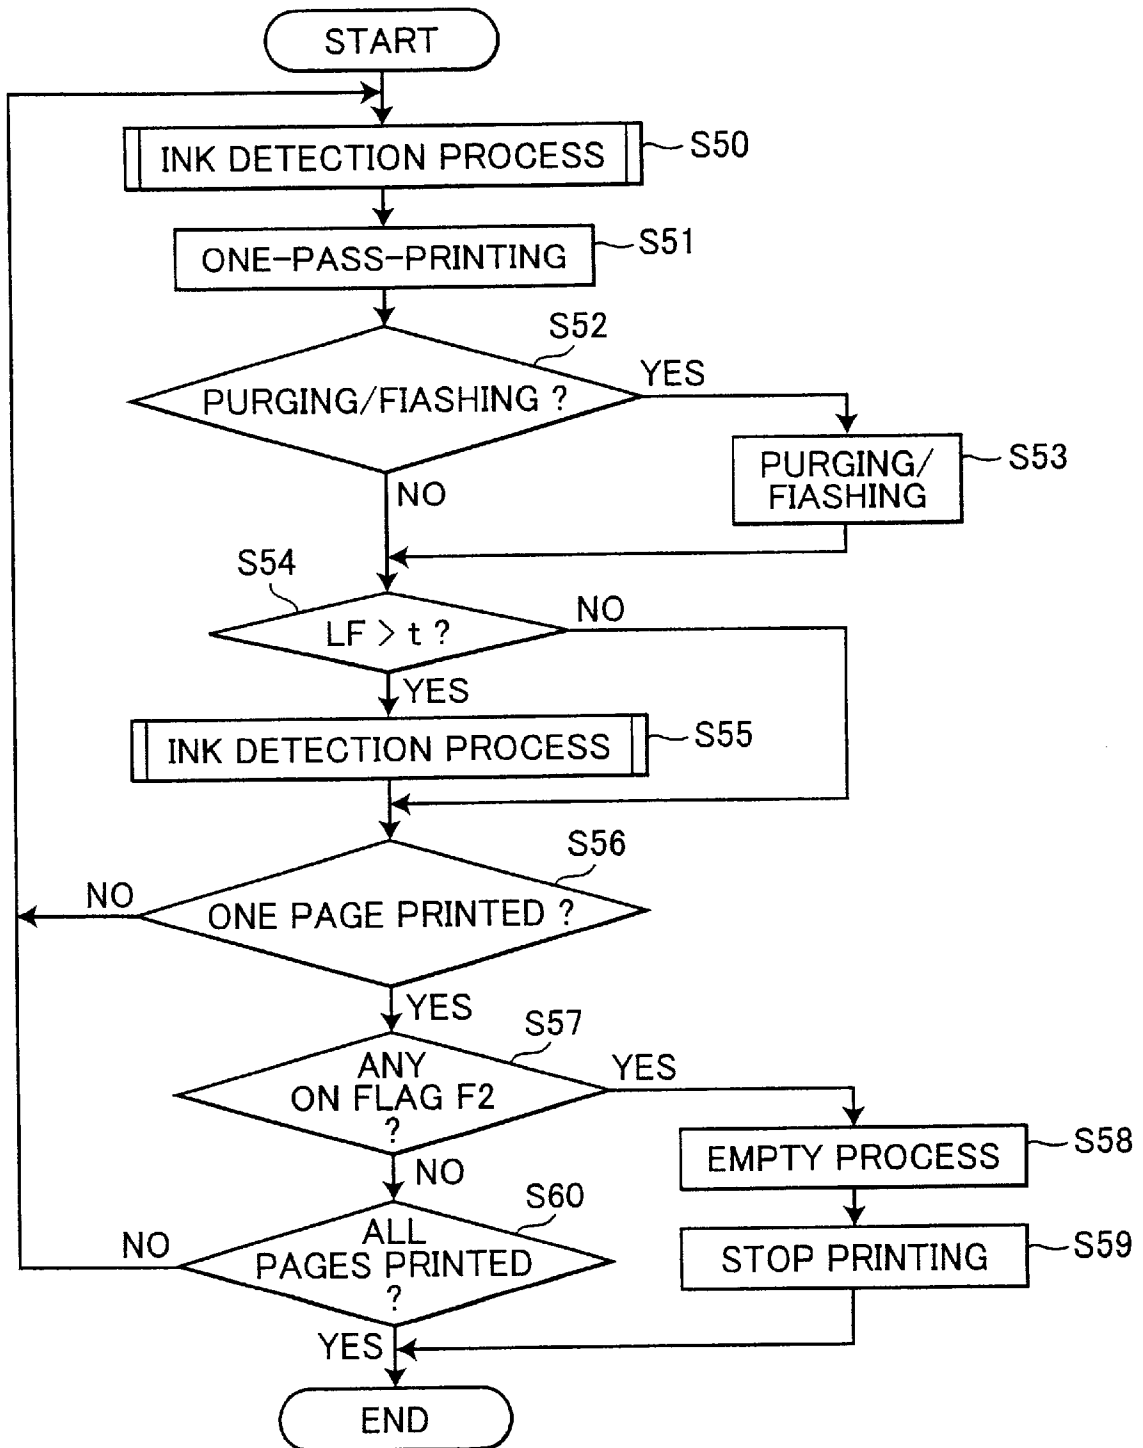 START
INK DETECTION PROCESS
S50
ONE-PASS-PRINTING
S51
S52
PURGING/FIASHING ?
YES
PURGING/
FIASHING
S53
NO
S54
LF > t ?
NO
YES
INK DETECTION PROCESS
S55
S56
ONE PAGE PRINTED ?
NO
YES
S57
ANY
ON FLAG F2
?
YES
EMPTY PROCESS
S58
NO
S60
ALL
PAGES PRINTED
?
NO
STOP PRINTING
S59
YES
END